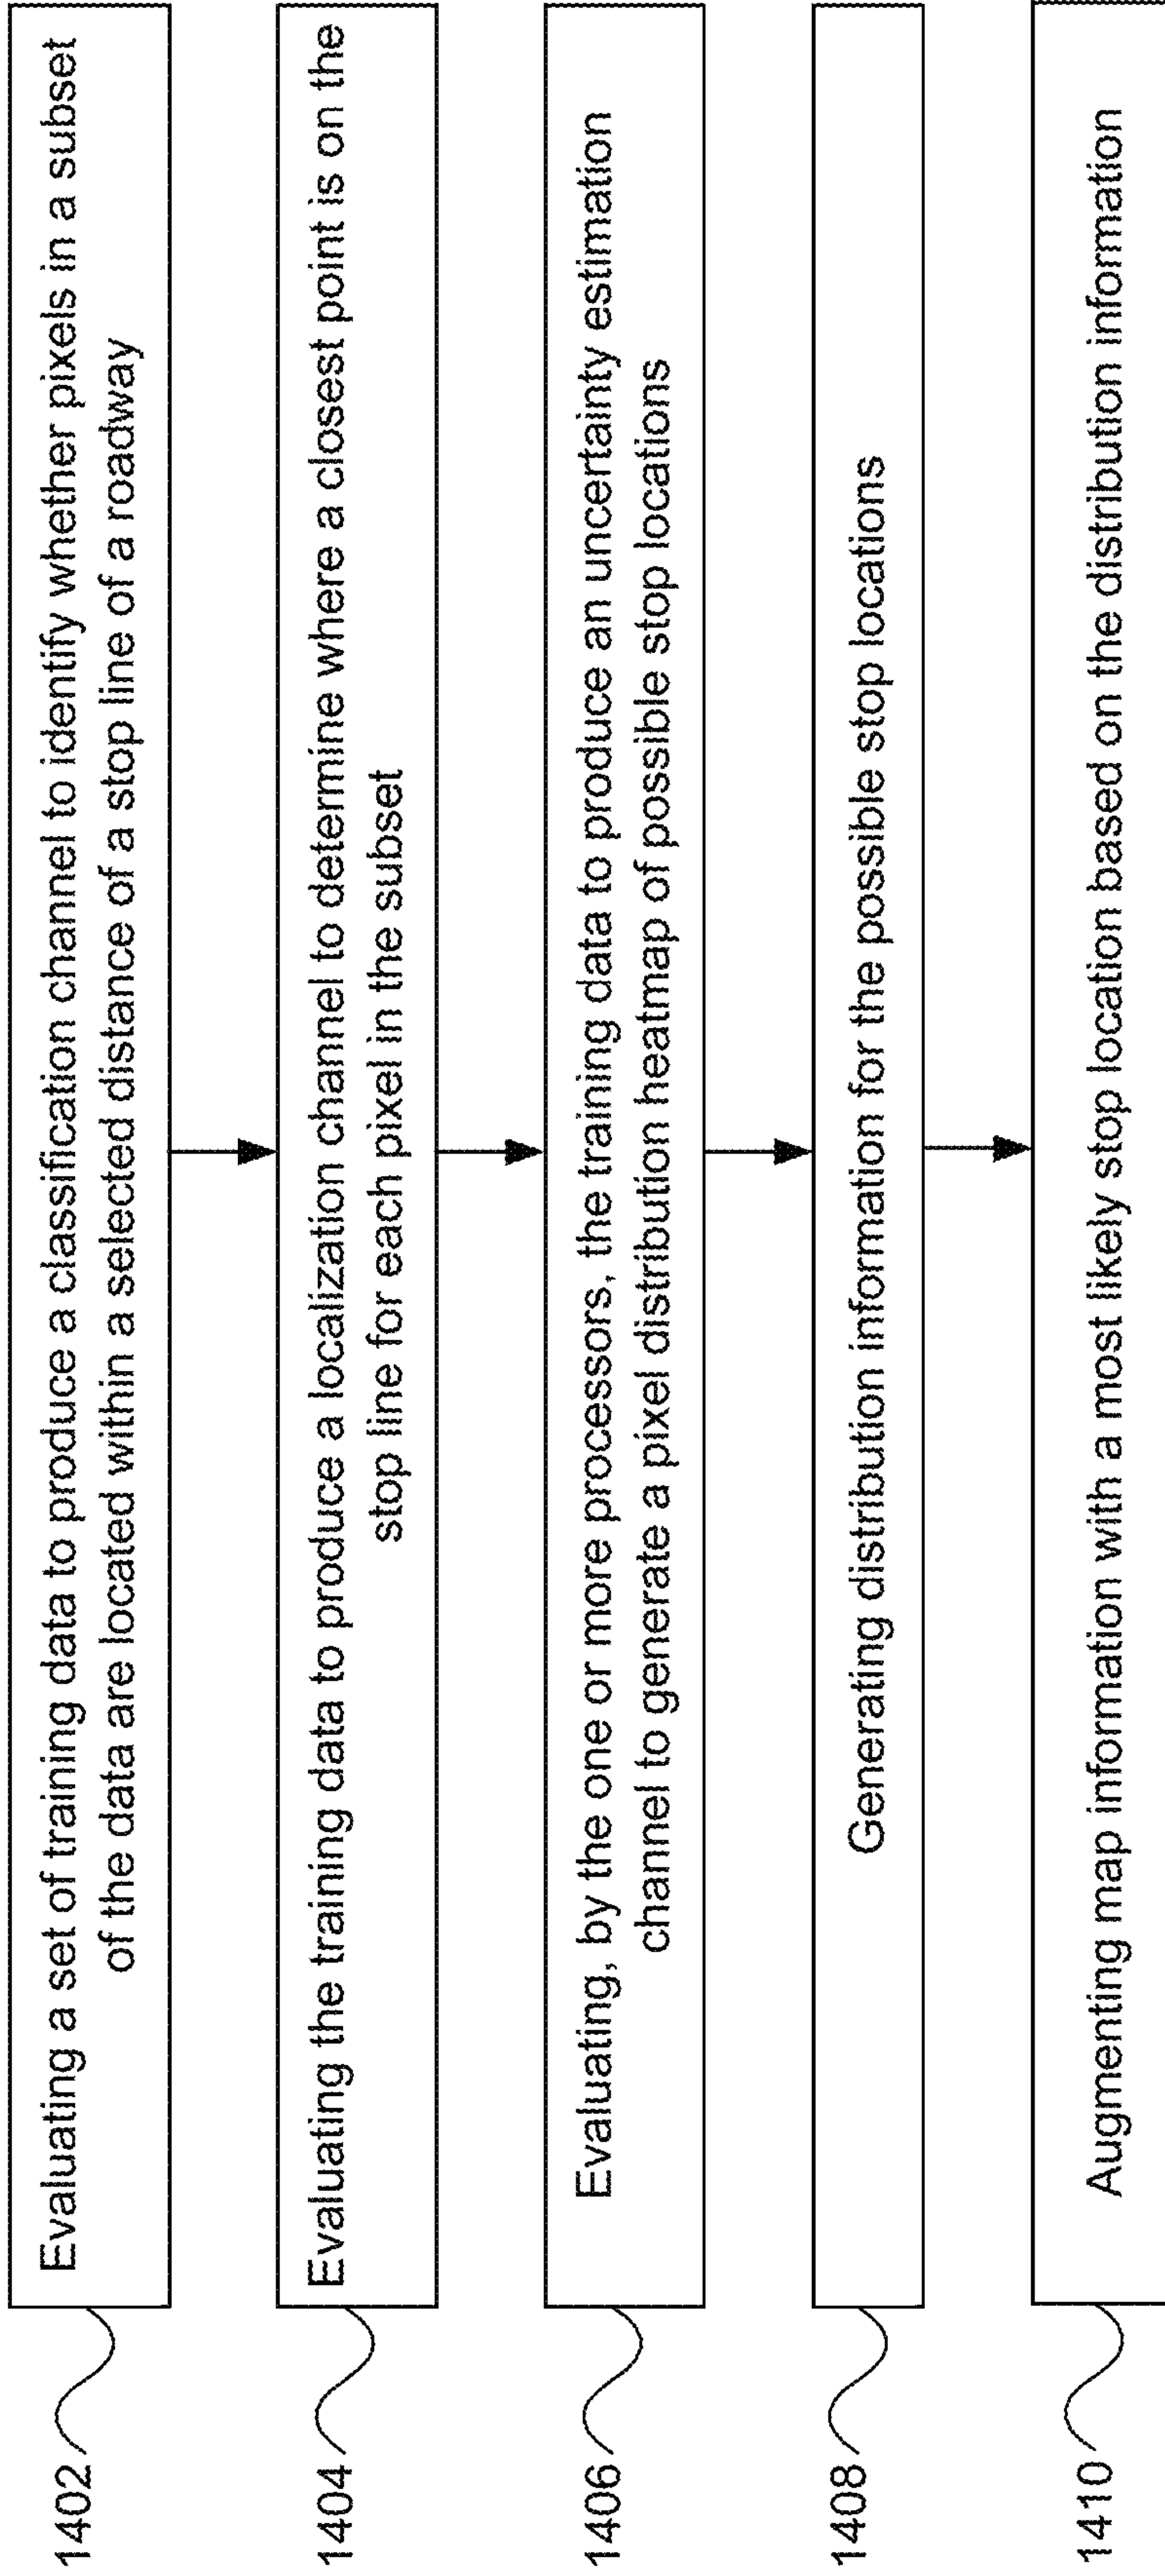 1402
Evaluating a set of training data to produce a classification channel to identify whether pixels in a subset
of the data are located within a selected distance of a stop line of a roadway
1404
Evaluating the training data to produce a localization channel to determine where a closest point is on the
stop line for each pixel in the subset
1406
Evaluating, by the one or more processors, the training data to produce an uncertainty estimation
channel to generate a pixel distribution heatmap of possible stop locations
1408
Generating distribution information for the possible stop locations
1410
Augmenting map information with a most likely stop location based on the distribution information